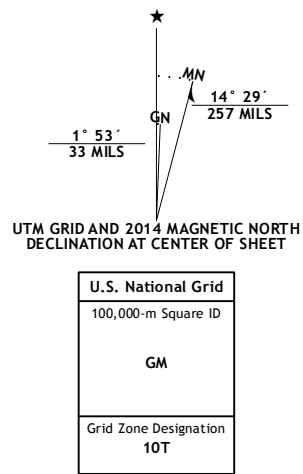 MN
GN
14° 29´
257 MILS
1° 53´
33 MILS
UTM GRID AND 2014 MAGNETIC NORTH
DECLINATION AT CENTER OF SHEET
U.S. National Grid
100,000-m Square ID
GM
Grid Zone Designation
10T